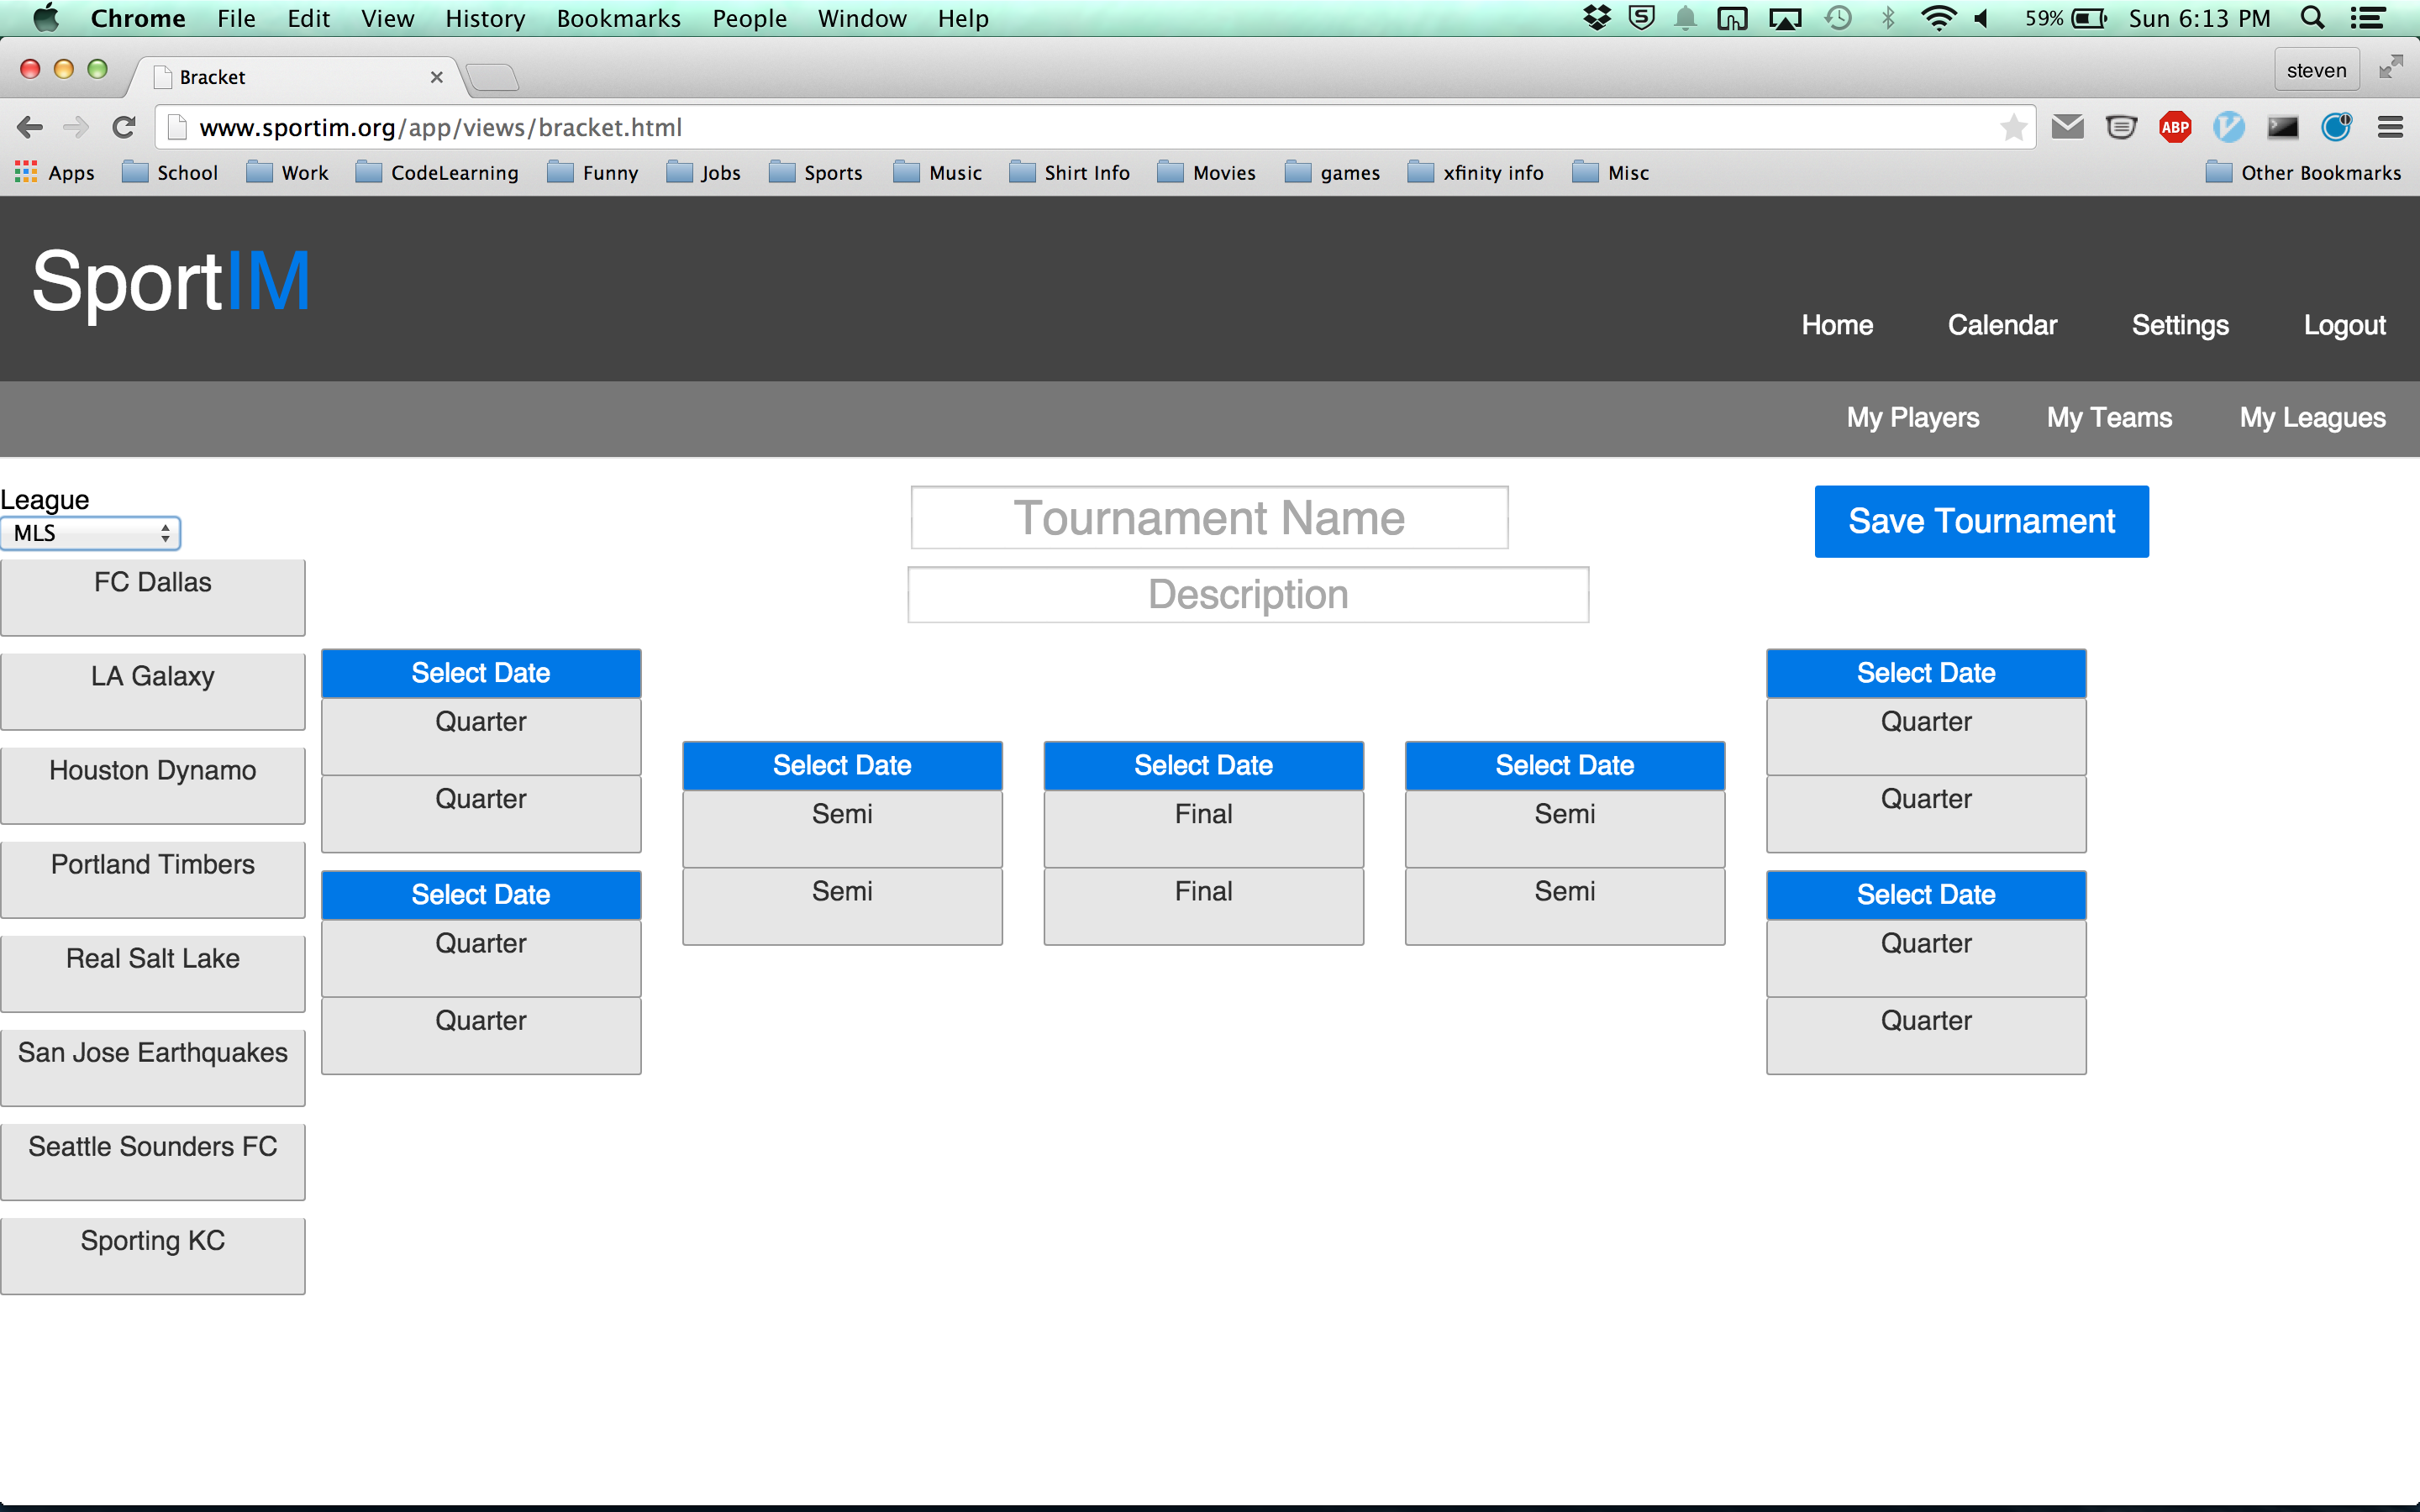 Chrome File Edit View History Bookmarks People Window Help 59% Sun 6:13 PM
Bracket
steven
www.sportim.org/app/views/bracket.html
ABP
Apps School Work CodeLearning Funny Jobs Sports Music Shirt Info Movies games xfinity info Misc Other Bookmarks
SportIM
Home Calendar Settings Logout
My Players My Teams My Leagues
League
MLS
Tournament Name
Save Tournament
Description
FC Dallas
LA Galaxy
Houston Dynamo
Portland Timbers
Real Salt Lake
San Jose Earthquakes
Seattle Sounders FC
Sporting KC
Select Date
Quarter
Quarter
Select Date
Quarter
Quarter
Select Date
Semi
Semi
Select Date
Final
Final
Select Date
Semi
Semi
Select Date
Quarter
Quarter
Select Date
Quarter
Quarter